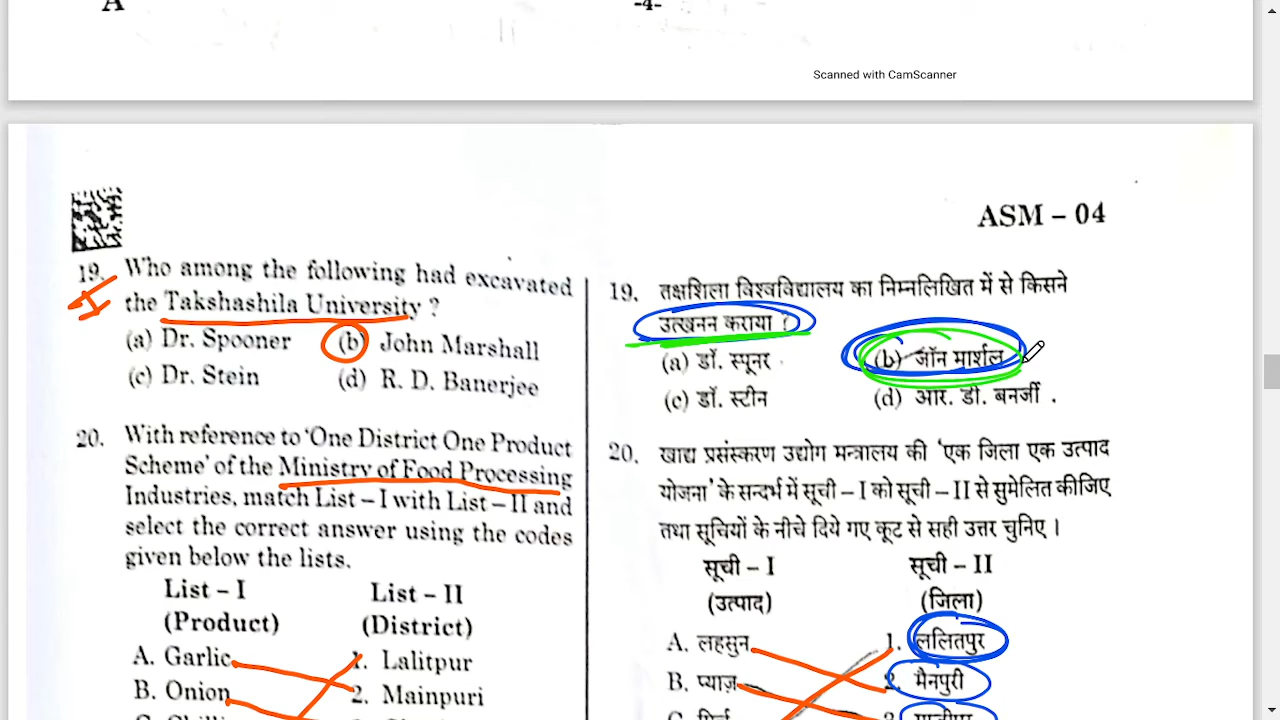 A
-4-
Scanned with CamScanner
ASM – 04
19. Who among the following had excavated
the Takshashila University ?
(a) Dr. Spooner (b) John Marshall
(c) Dr. Stein (d) R. D. Banerjee
20. With reference to 'One District One Product
Scheme' of the Ministry of Food Processing
Industries, match List – I with List – II and
select the correct answer using the codes
given below the lists.
List – I List – II
(Product) (District)
A. Garlic 1. Lalitpur
B. Onion 2. Mainpuri
19. तक्षशिला विश्वविद्यालय का निम्नलिखित में से किसने
उत्खनन कराया ?
(a) डॉ. स्पूनर (b) जॉन मार्शल
(c) डॉ. स्टीन (d) आर. डी. बनर्जी .
20. खाद्य प्रसंस्करण उद्योग मन्त्रालय की 'एक जिला एक उत्पाद
योजना' के सन्दर्भ में सूची – I को सूची – II से सुमेलित कीजिए
तथा सूचियों के नीचे दिये गए कूट से सही उत्तर चुनिए ।
सूची – I सूची – II
(उत्पाद) (जिला)
A. लहसुन 1. ललितपुर
B. प्याज़ 2. मैनपुरी